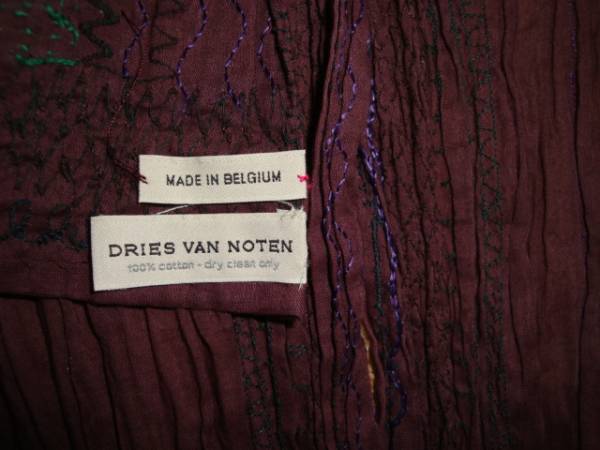 MADE IN BELGIUM
DRIES VAN NOTEN
100% cotton - dry clean only